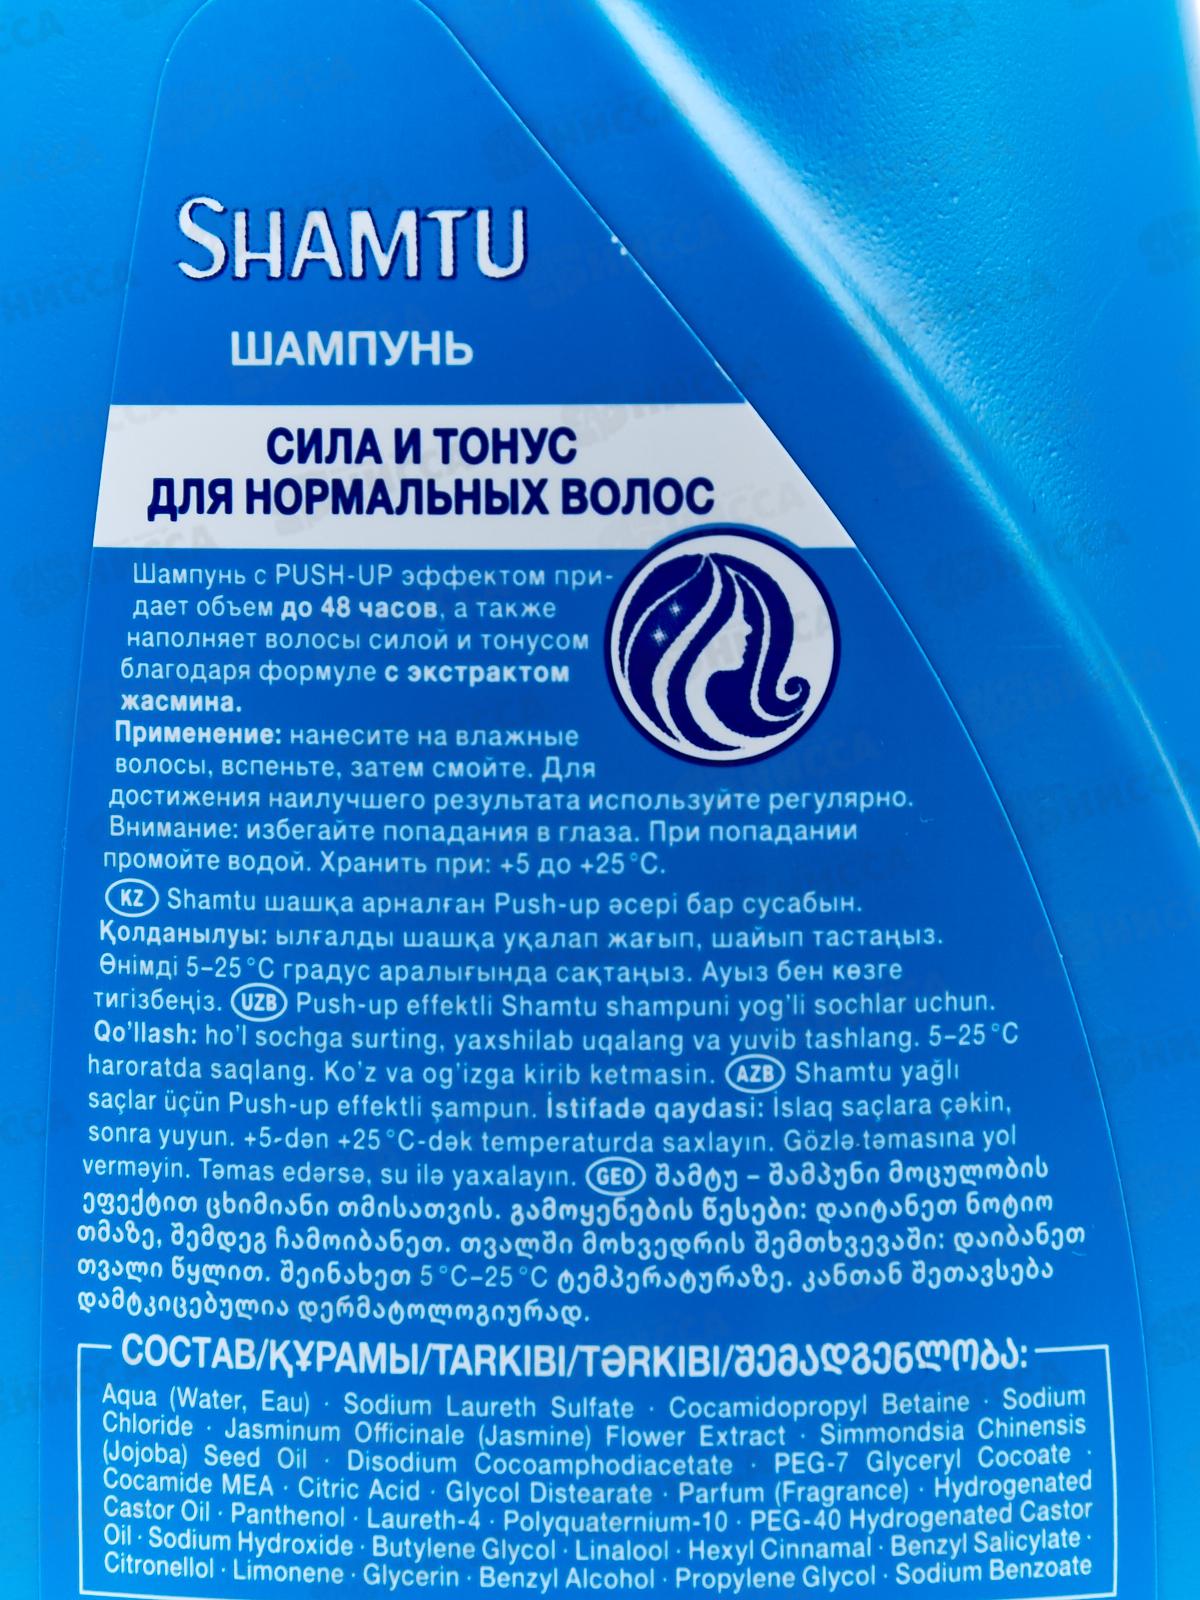 SHAMTU
ШАМПУНЬ
СИЛА И ТОНУС
ДЛЯ НОРМАЛЬНЫХ ВОЛОС
Шампунь с PUSH-UP эффектом при-
дает объем до 48 часов, а также
наполняет волосы силой и тонусом
благодаря формуле с экстрактом
жасмина.
Применение: нанесите на влажные
волосы, вспеньте, затем смойте. Для
достижения наилучшего результата используйте регулярно.
Внимание: избегайте попадания в глаза. При попадании
промойте водой. Хранить при: +5 до +25°C.
KZ Shamtu шашқа арналған Push-up әсері бар сусабын.
Қолданылуы: ылғалды шашқа уқалап жағып, шайып тастаңыз.
Өнімді 5–25°C градус аралығында сақтаңыз. Ауыз бен көзге
тигізбеңіз. UZB Push-up effektli Shamtu shampuni yog'li sochlar uchun.
Qo'llash: ho'l sochga surting, yaxshilab uqalang va yuvib tashlang. 5–25°C
haroratda saqlang. Ko'z va og'izga kirib ketmasin. AZB Shamtu yağlı
saçlar üçün Push-up effektli şampun. İstifadə qaydasi: İslaq saçlara çəkin,
sonra yuyun. +5-dən +25°C-dək temperaturda saxlayın. Gözlə təmasına yol
verməyin. Təmas edərsə, su ilə yaxalayın. GEO შამტუ – შამპუნი მოცულობის
ეფექტით ცხიმიანი თმისათვის. გამოყენების წესები: დაიტანეთ ნოტიო
თმაზე, შემდეგ ჩამოიბანეთ. თვალში მოხვედრის შემთხვევაში: დაიბანეთ
თვალი წყლით. შეინახეთ 5°C–25°C ტემპერატურაზე. კანთან შეთავსება
დამტკიცებულია დერმატოლოგიურად.
СОСТАВ/ҚҰРАМЫ/TARKIBI/TƏRKIBI/შემადგენლობა:
Aqua (Water, Eau) · Sodium Laureth Sulfate · Cocamidopropyl Betaine · Sodium
Chloride · Jasminum Officinale (Jasmine) Flower Extract · Simmondsia Chinensis
(Jojoba) Seed Oil · Disodium Cocoamphodiacetate · PEG-7 Glyceryl Cocoate ·
Cocamide MEA · Citric Acid · Glycol Distearate · Parfum (Fragrance) · Hydrogenated
Castor Oil · Panthenol · Laureth-4 · Polyquaternium-10 · PEG-40 Hydrogenated Castor
Oil · Sodium Hydroxide · Butylene Glycol · Linalool · Hexyl Cinnamal · Benzyl Salicylate ·
Citronellol · Limonene · Glycerin · Benzyl Alcohol · Propylene Glycol · Sodium Benzoate